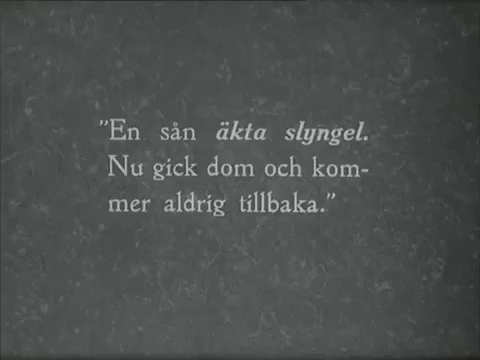 ”En sån äkta slyngel.
Nu gick dom och kom-
mer aldrig tillbaka.”